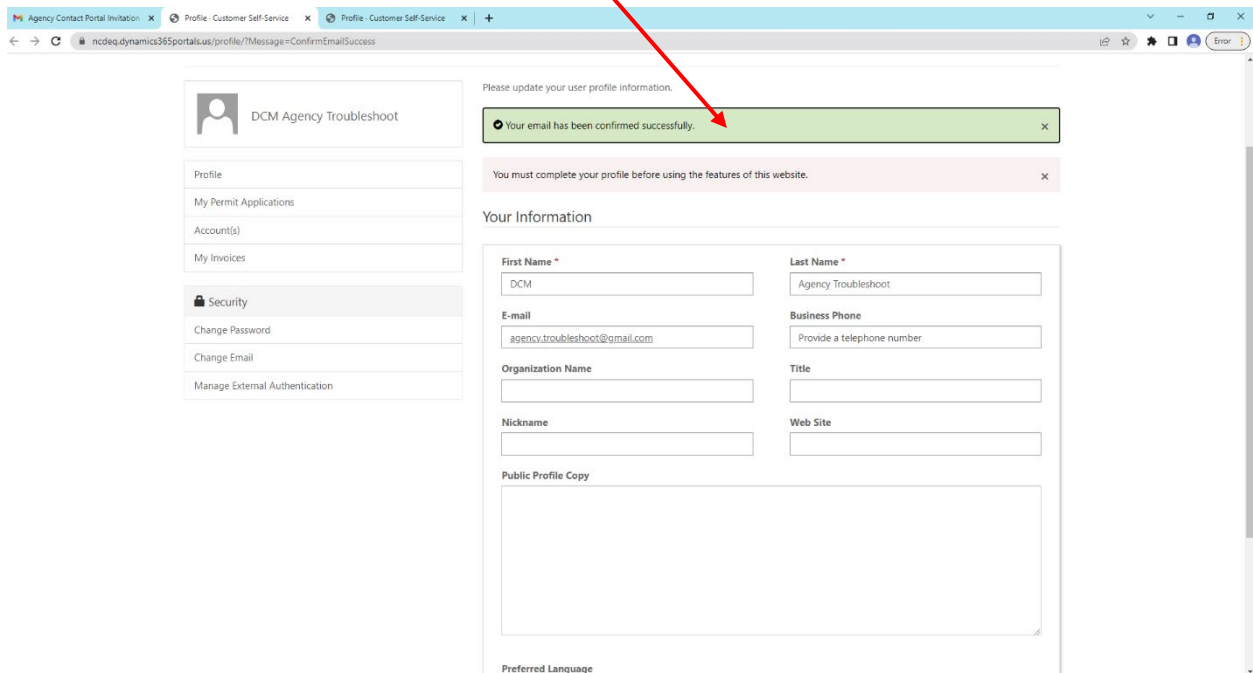 Agency Contact Portal Invitation
Profile · Customer Self-Service
Profile · Customer Self-Service
ncdeq.dynamics365portals.us/profile/?Message=ConfirmEmailSuccess
Error
Please update your user profile information.
DCM Agency Troubleshoot
Your email has been confirmed successfully.
You must complete your profile before using the features of this website.
Profile
My Permit Applications
Account(s)
My Invoices
Security
Change Password
Change Email
Manage External Authentication
Your Information
First Name *
Last Name *
DCM
Agency Troubleshoot
E-mail
Business Phone
agency.troubleshoot@gmail.com
Provide a telephone number
Organization Name
Title
Nickname
Web Site
Public Profile Copy
Preferred Language